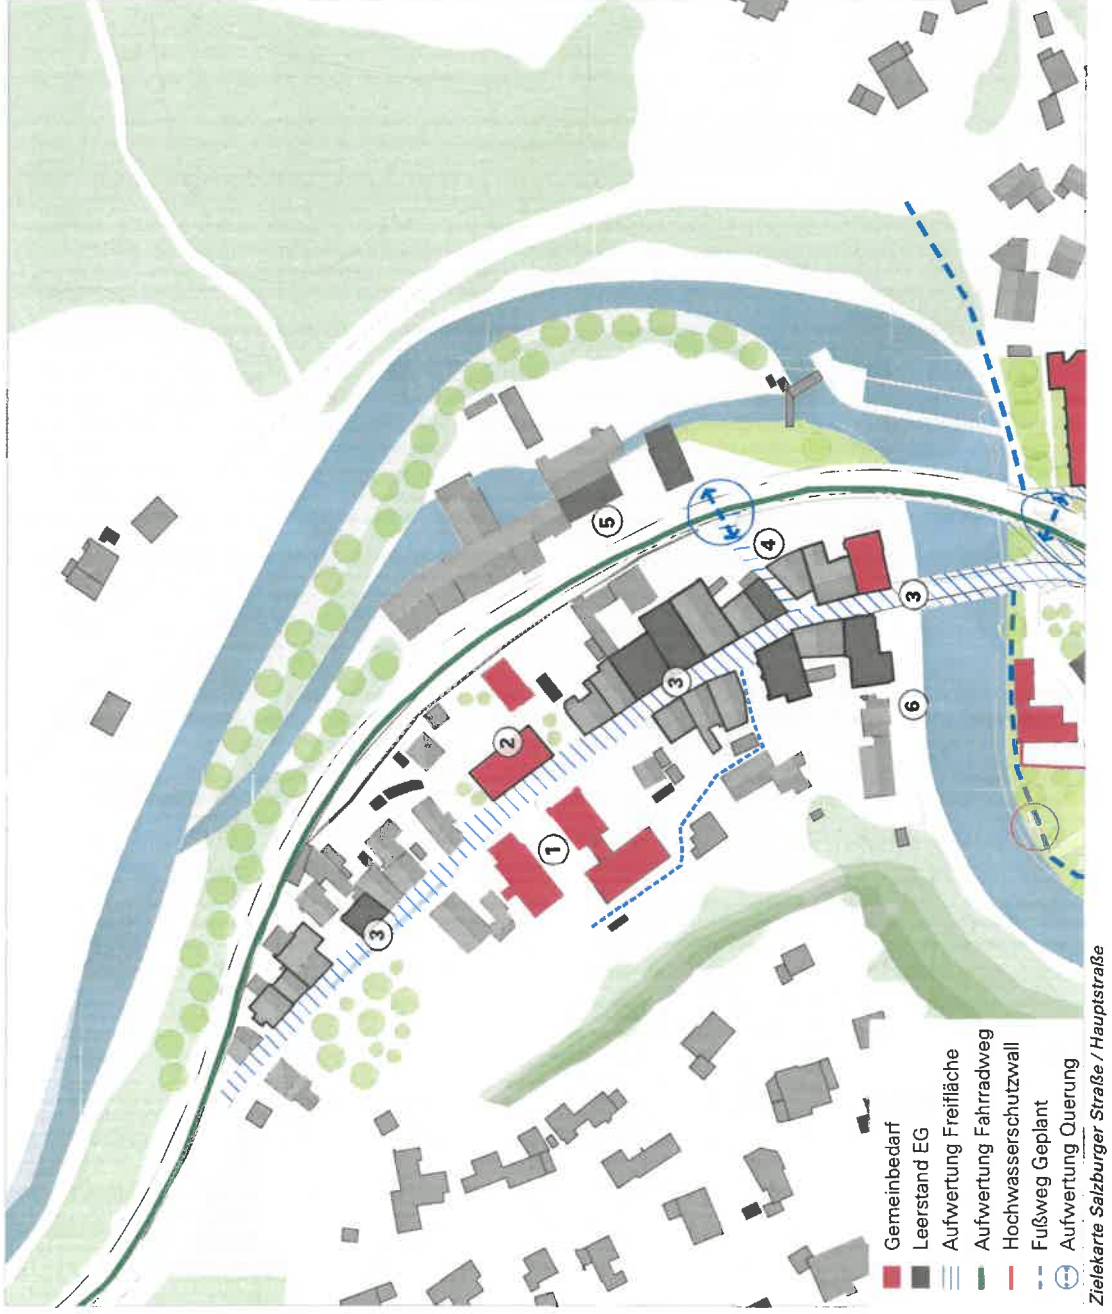 1
2
3
3
3
4
5
6
Gemeinbedarf
Leerstand EG
Aufwertung Freifläche
Aufwertung Fahrradweg
Hochwasserschutzwall
Fußweg Geplant
Aufwertung Querung
Zielekarte Salzburger Straße / Hauptstraße